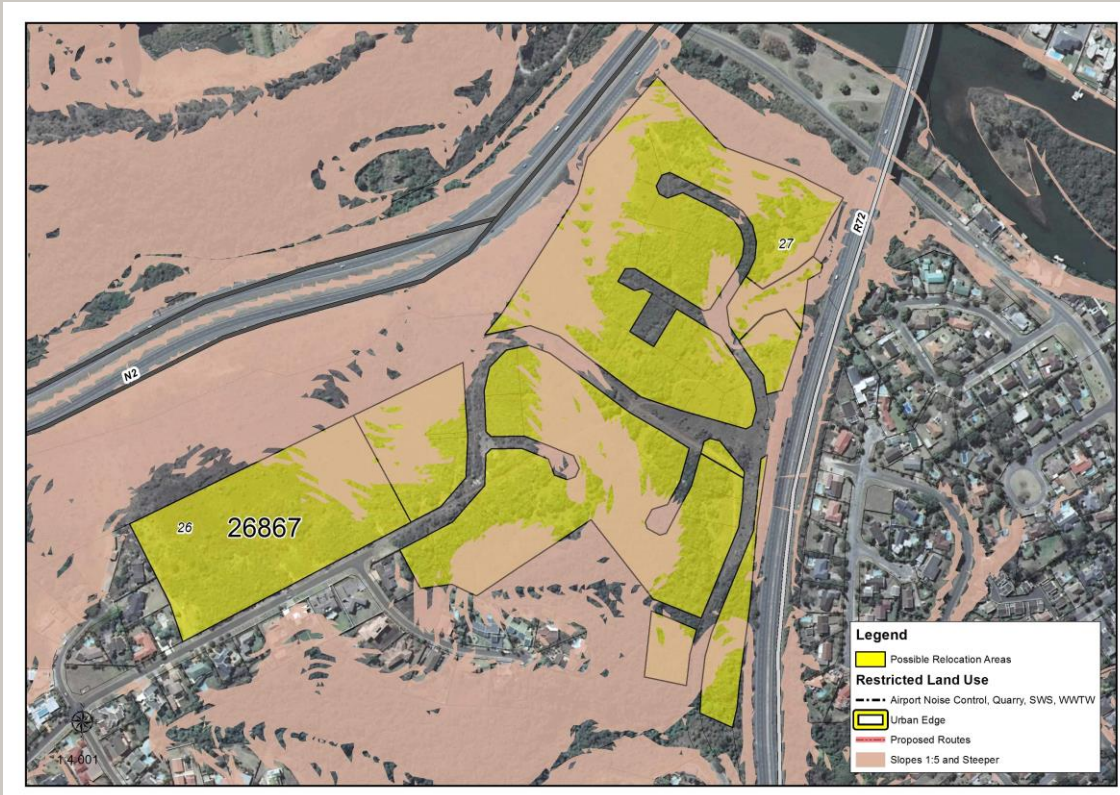 R72
27
N2
26
26867
1:4,001
Legend
Possible Relocation Areas
Restricted Land Use
Airport Noise Control, Quarry, SWS, WWTW
Urban Edge
Proposed Routes
Slopes 1:5 and Steeper